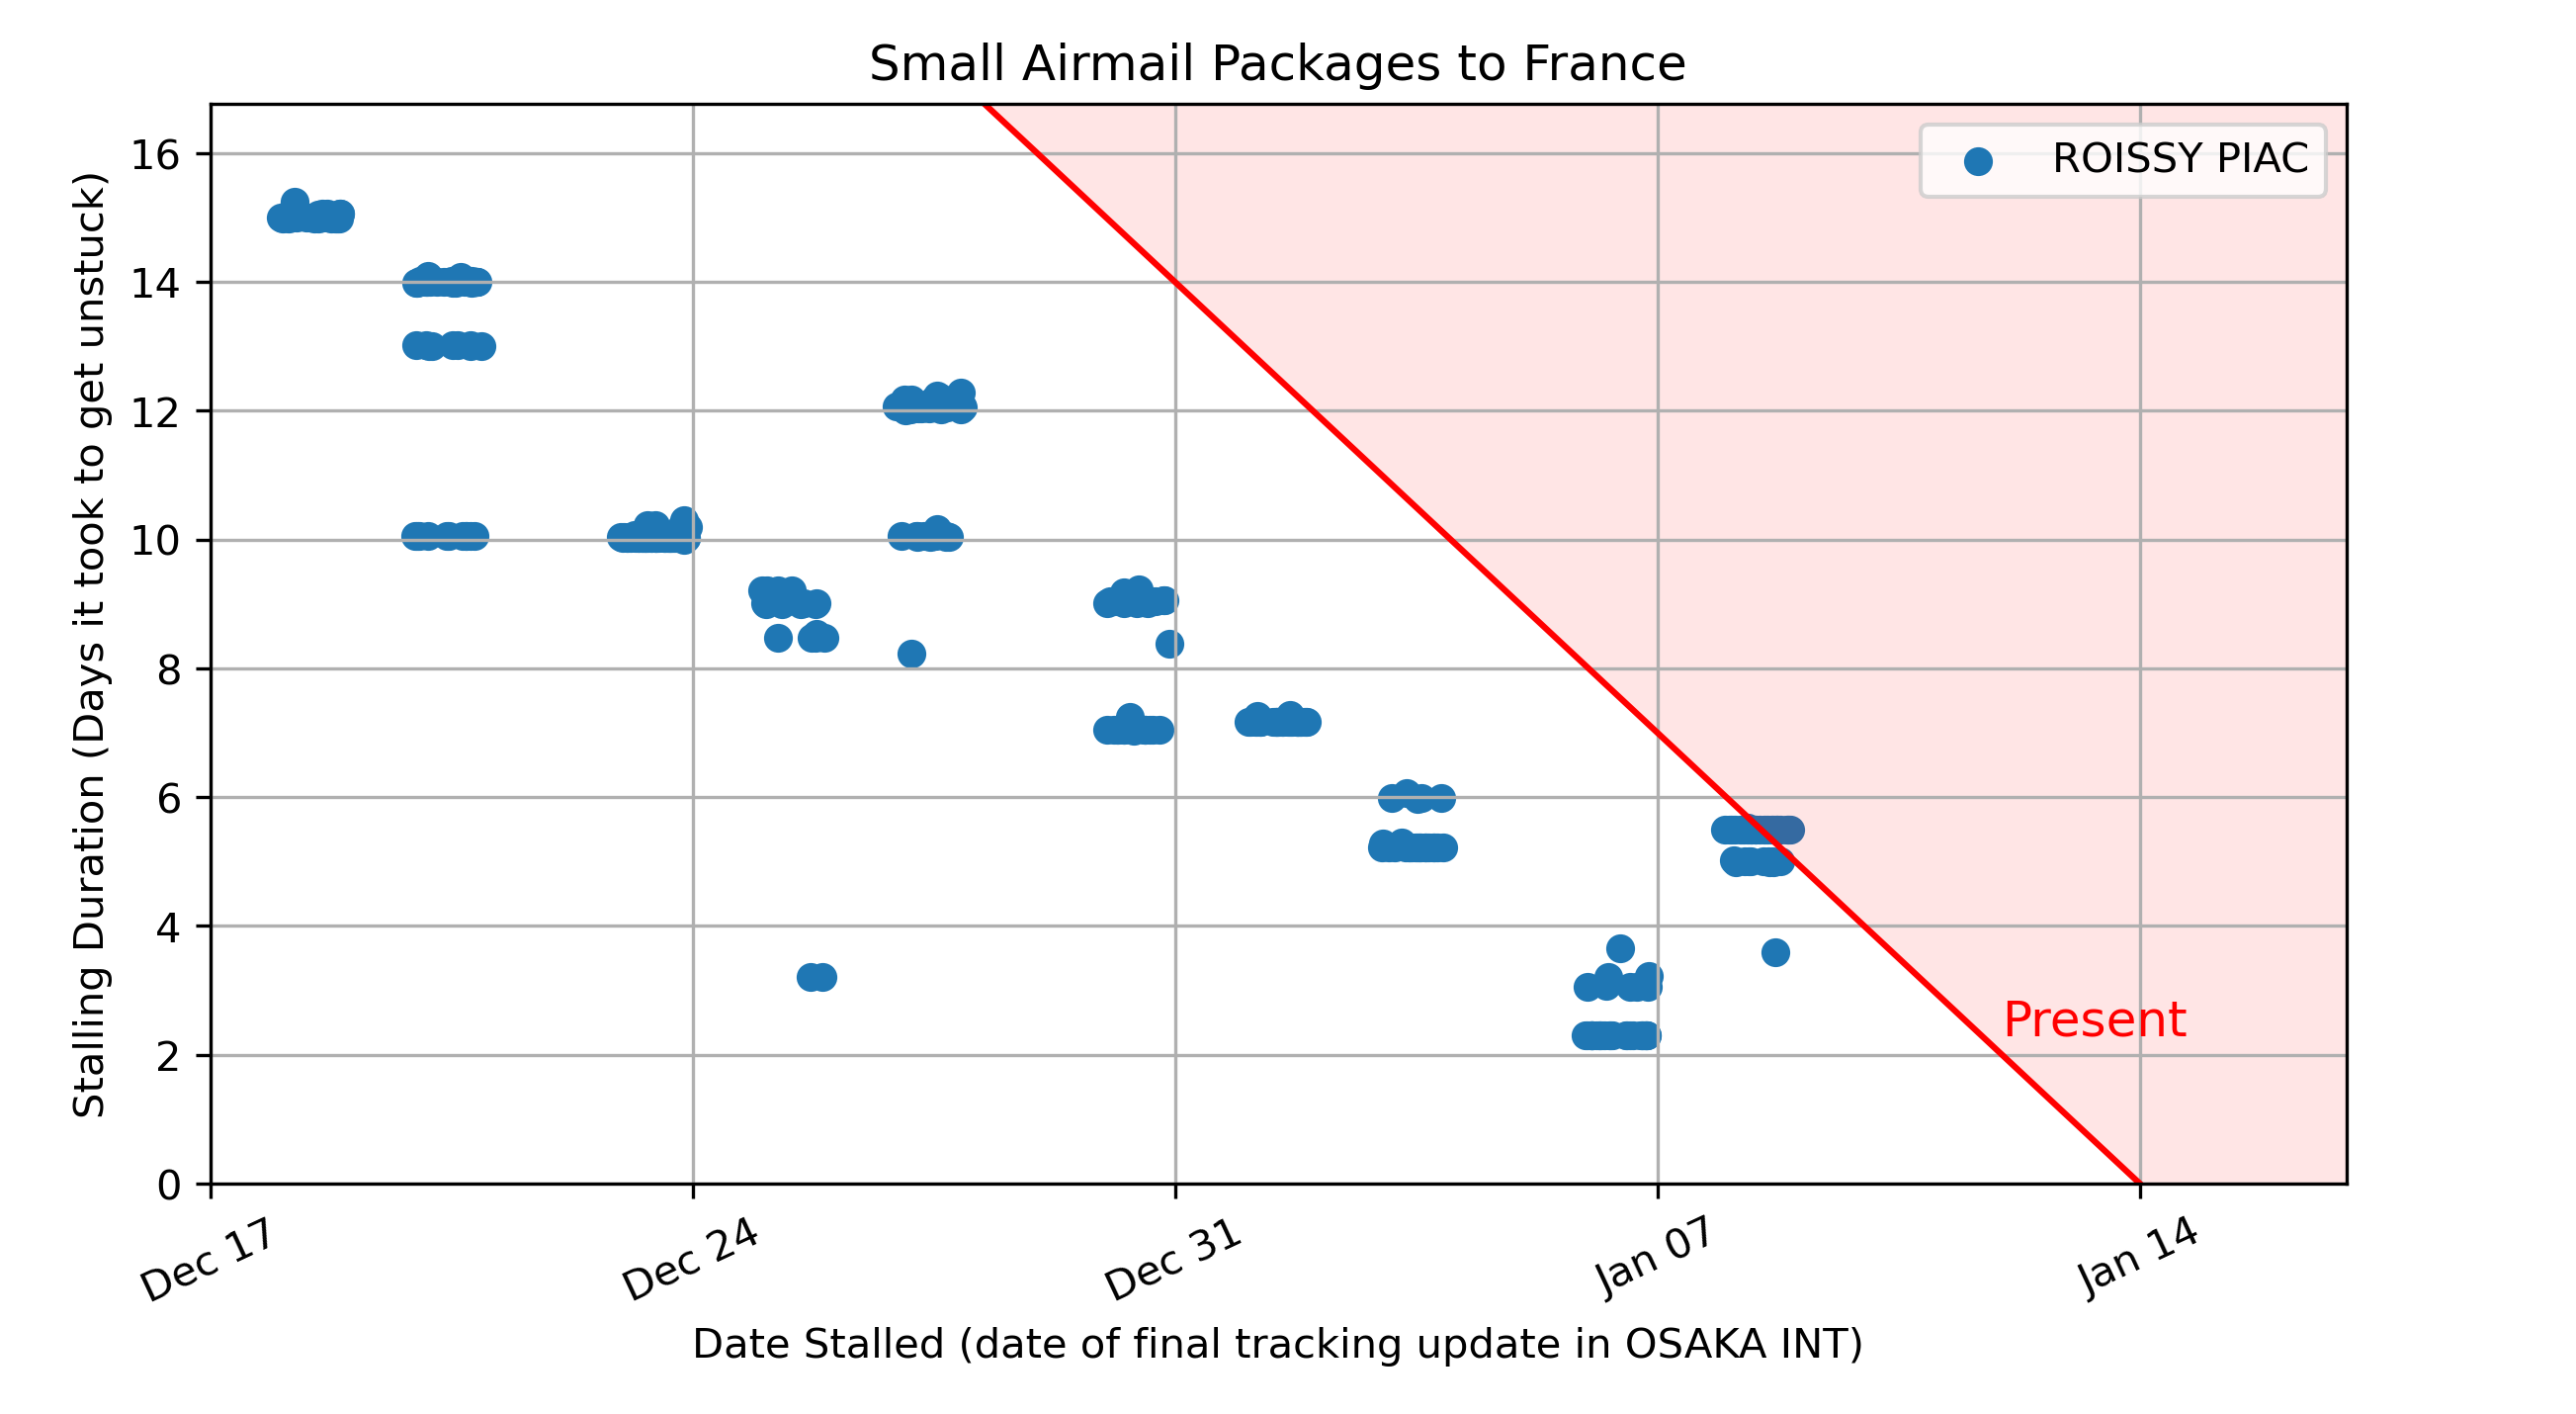 Small Airmail Packages to France
ROISSY PIAC
Stalling Duration (Days it took to get unstuck)
16
14
12
10
8
6
4
2
0
Present
Dec 17
Dec 24
Dec 31
Jan 07
Jan 14
Date Stalled (date of final tracking update in OSAKA INT)